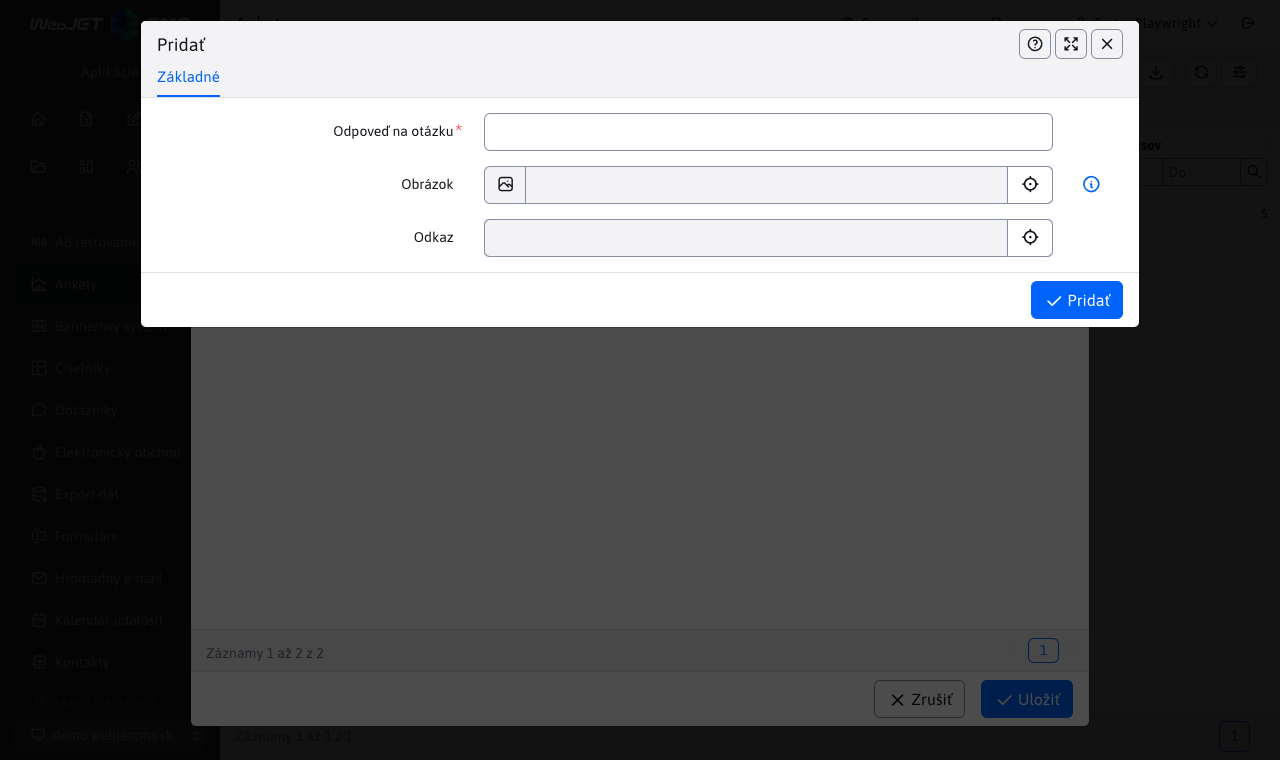 Pridať
Základné
Odpoveď na otázku*
Obrázok
Odkaz
Pridať
WebJET
Aplikácie
Playwright
Do
5
AB testovanie
Ankety
Bannerový systém
Číselníky
Dotazníky
Elektronický obchod
Export dát
Formuláre
Hromadný e-mail
Kalendár udalostí
Kontakty
demo.webjetcms.sk
Záznamy 1 až 2 z 2
1
Zrušiť
Uložiť
Záznamy 1 až 1 z 1
1